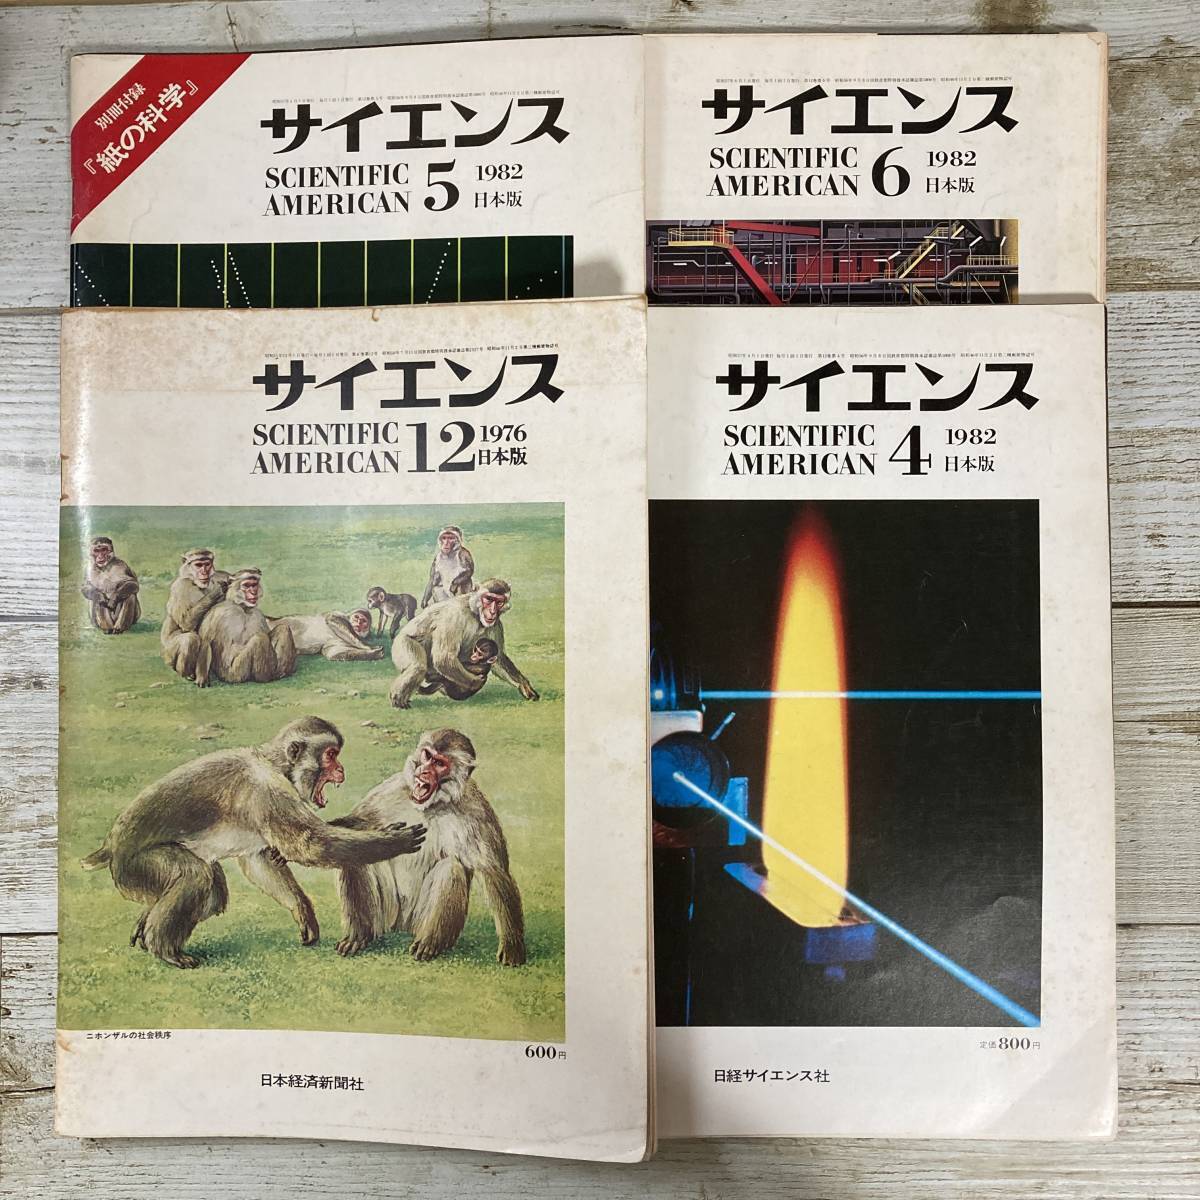 別冊付録
『紙の科学』
サイエンス
SCIENTIFIC
AMERICAN
5
1982
日本版
サイエンス
SCIENTIFIC
AMERICAN
6
1982
日本版
サイエンス
SCIENTIFIC
AMERICAN
12
1976
日本版
ニホンザルの社会秩序
600円
日本経済新聞社
サイエンス
SCIENTIFIC
AMERICAN
4
1982
日本版
定価800円
日経サイエンス社